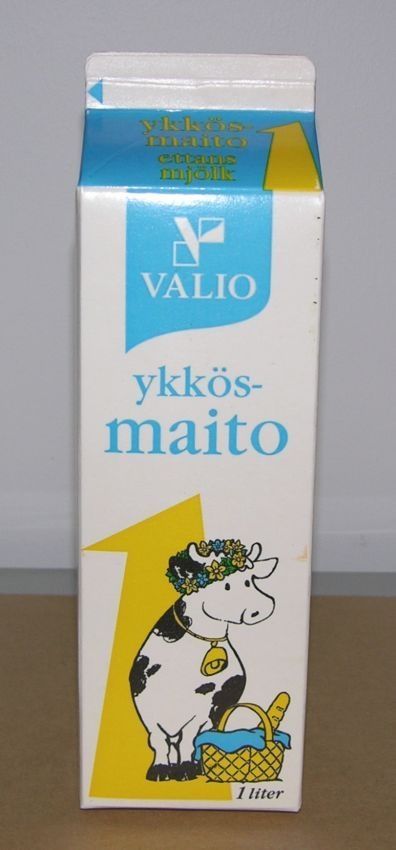 ykkös-
maito
ettans
mjölk
VALIO
ykkös-
maito
1 liter